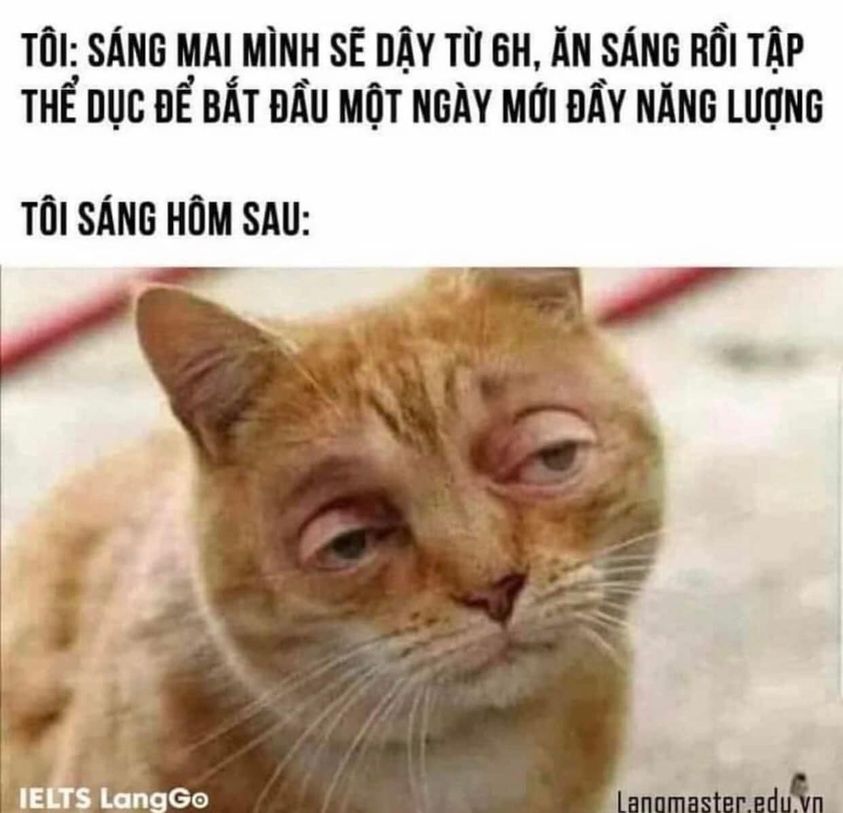 TÔI: SÁNG MAI MÌNH SẼ DẬY TỪ 6H, ĂN SÁNG RỒI TẬP
THỂ DỤC ĐỂ BẮT ĐẦU MỘT NGÀY MỚI ĐẦY NĂNG LƯỢNG
TÔI SÁNG HÔM SAU:
IELTS LangGo
Langmaster.edu.vn